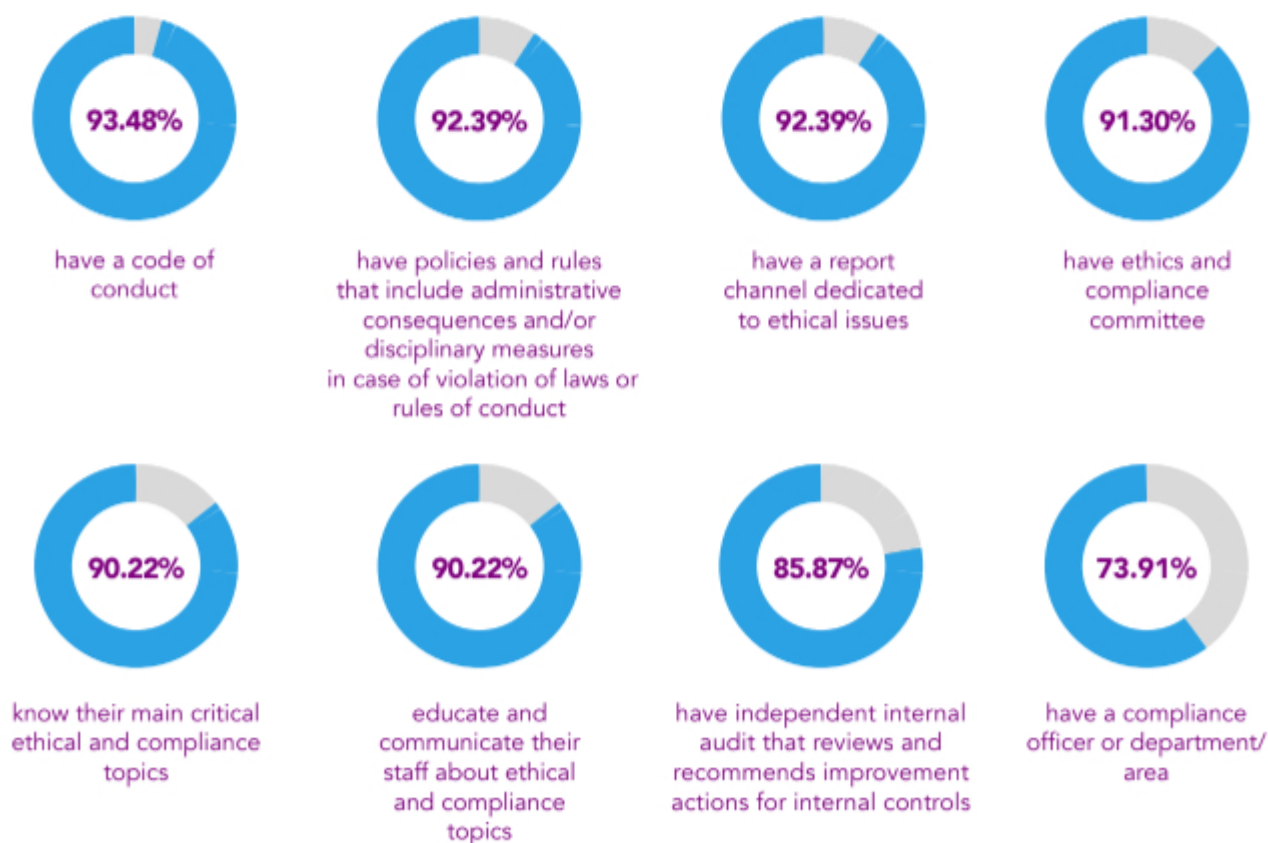 93.48%
have a code of
conduct
92.39%
have policies and rules
that include administrative
consequences and/or
disciplinary measures
in case of violation of laws or
rules of conduct
92.39%
have a report
channel dedicated
to ethical issues
91.30%
have ethics and
compliance
committee
90.22%
know their main critical
ethical and compliance
topics
90.22%
educate and
communicate their
staff about ethical
and compliance
topics
85.87%
have independent internal
audit that reviews and
recommends improvement
actions for internal controls
73.91%
have a compliance
officer or department/
area